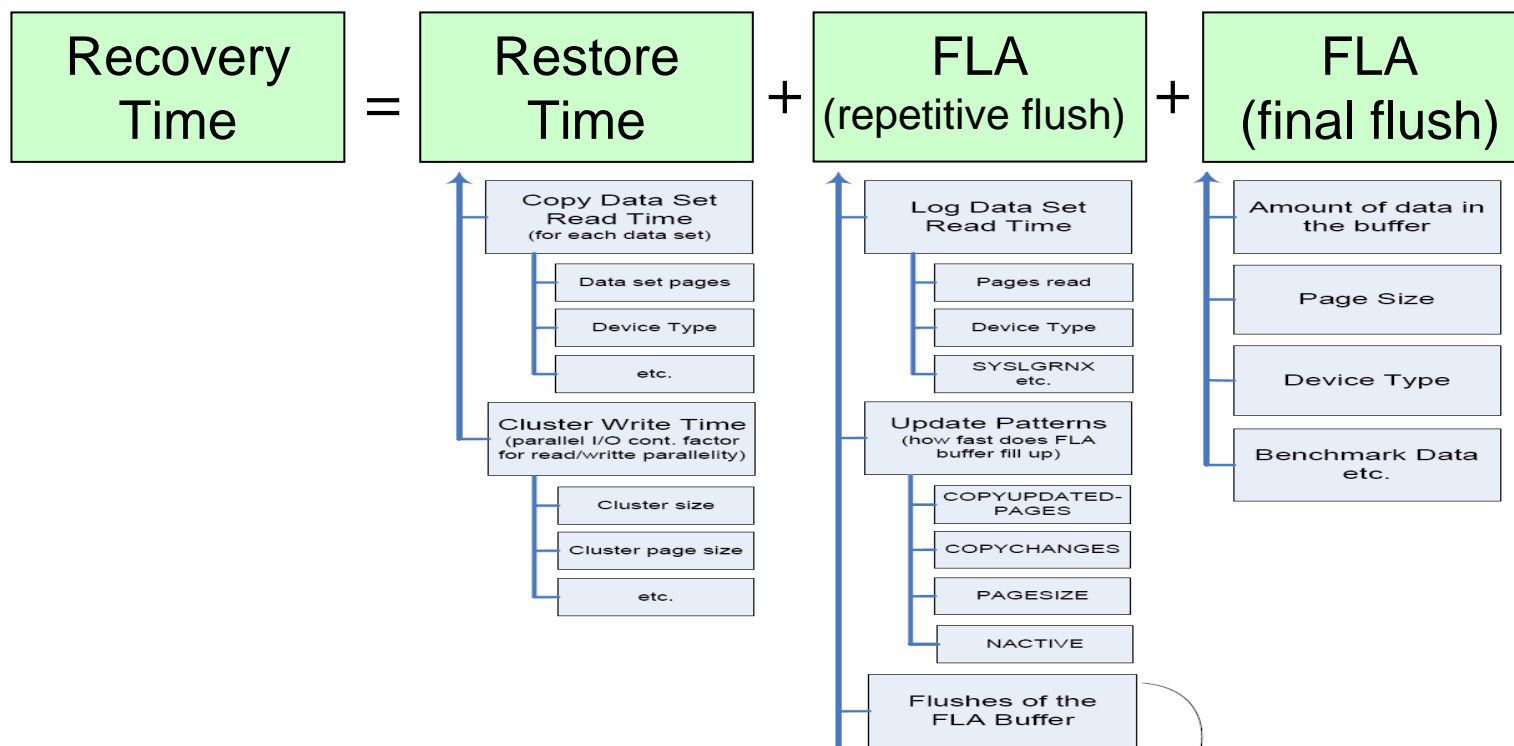 Recovery
Time
=
Restore
Time
+
FLA
(repetitive flush)
+
FLA
(final flush)
Copy Data Set
Read Time
(for each data set)
Data set pages
Device Type
etc.
Cluster Write Time
(parallel I/O cont. factor
for read/writte parallelity)
Cluster size
Cluster page size
etc.
Log Data Set
Read Time
Pages read
Device Type
SYSLGRNX
etc.
Update Patterns
(how fast does FLA
buffer fill up)
COPYUPDATED-
PAGES
COPYCHANGES
PAGESIZE
NACTIVE
Flushes of the
FLA Buffer
Amount of data in
the buffer
Page Size
Device Type
Benchmark Data
etc.